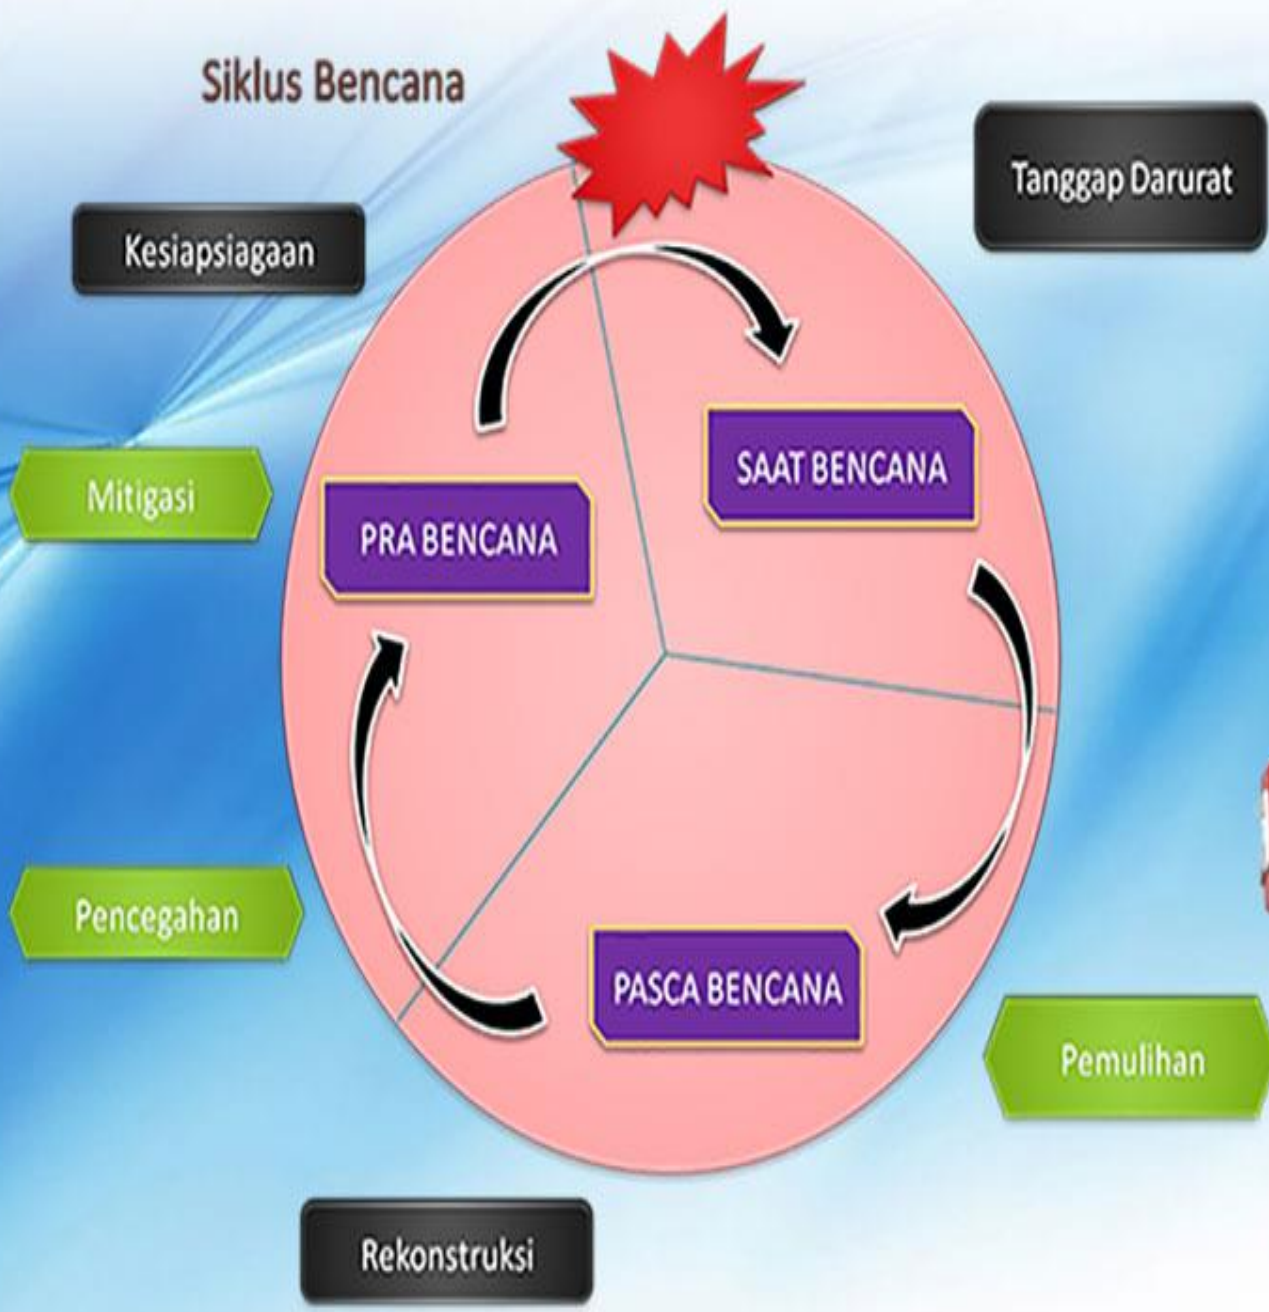 Siklus Bencana
Tanggap Darurat
Kesiapsiagaan
SAAT BENCANA
Mitigasi
PRA BENCANA
Pencegahan
PASCA BENCANA
Pemulihan
Rekonstruksi